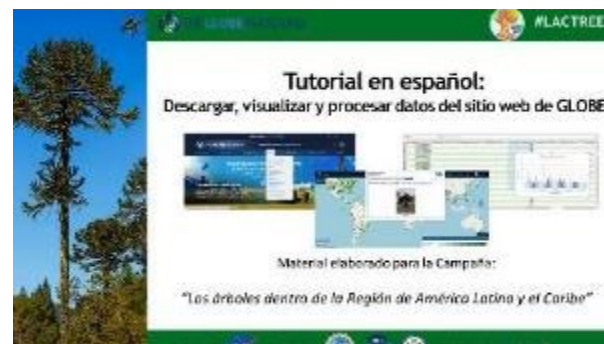 #LACTREE
Tutorial en español:
Descargar, visualizar y procesar datos del sitio web de GLOBE
Material elaborado para la Campaña:
"Los árboles dentro de la Región de América Latina y el Caribe"